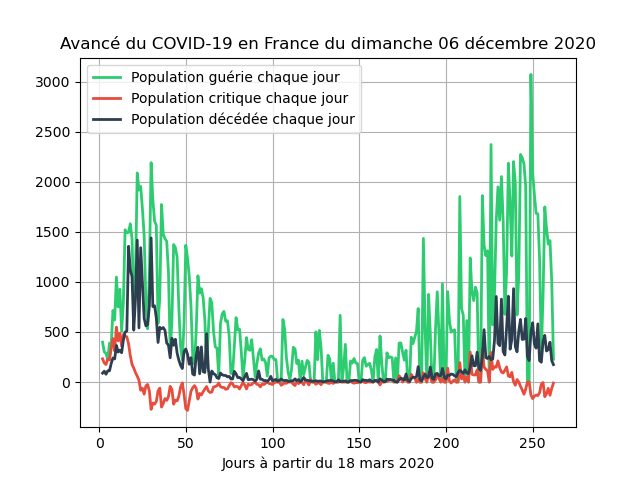 Avancé du COVID-19 en France du dimanche 06 décembre 2020
Population guérie chaque jour
Population critique chaque jour
Population décédée chaque jour
3000
2500
2000
1500
1000
500
0
0 50 100 150 200 250
Jours à partir du 18 mars 2020